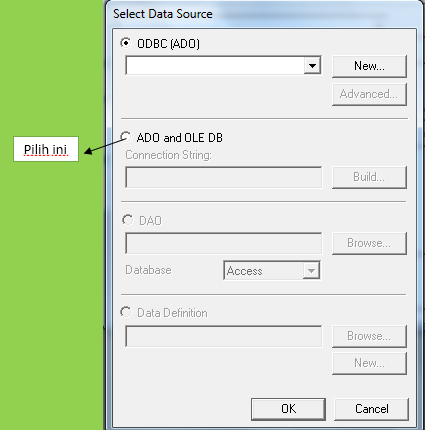 Select Data Source
ODBC (ADO)
New...
Advanced...
ADO and OLE DB
Pilih ini
Connection String:
Build...
DAO
Browse...
Database
Access
Data Definition
Browse...
New...
OK
Cancel